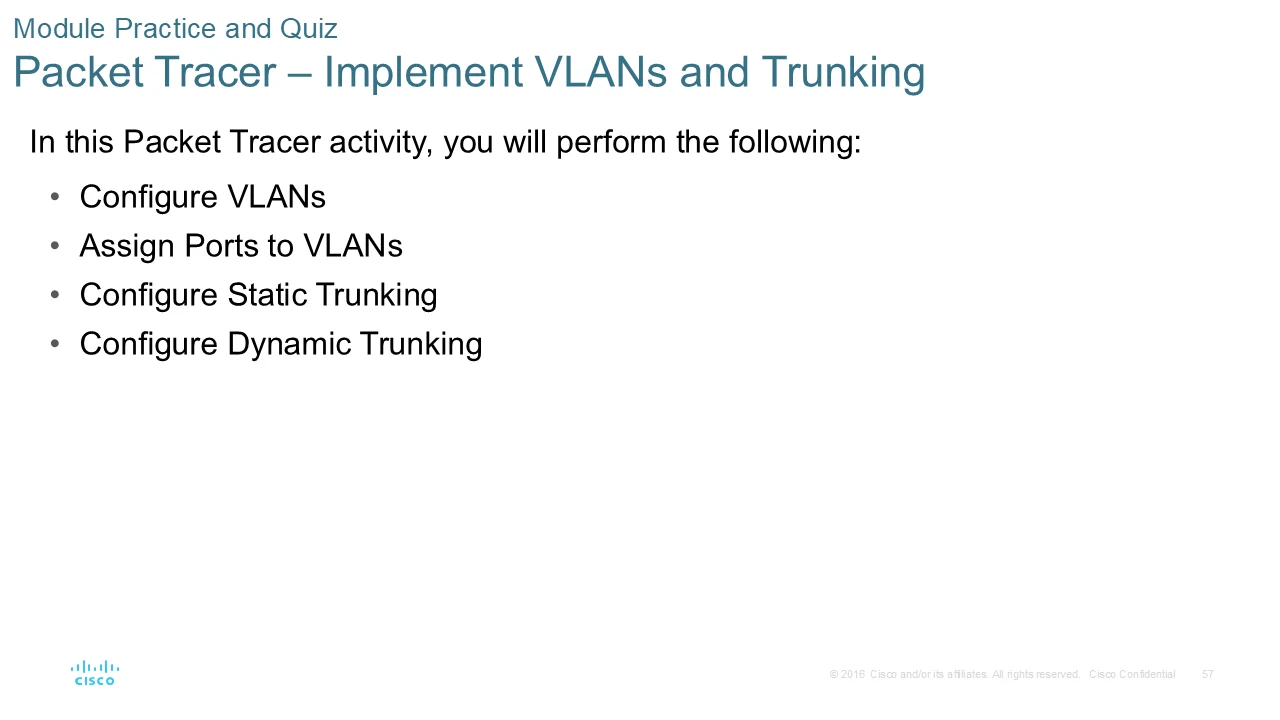 Module Practice and Quiz
Packet Tracer – Implement VLANs and Trunking
In this Packet Tracer activity, you will perform the following:
• Configure VLANs
• Assign Ports to VLANs
• Configure Static Trunking
• Configure Dynamic Trunking
CISCO
© 2016 Cisco and/or its affiliates. All rights reserved. Cisco Confidential 57